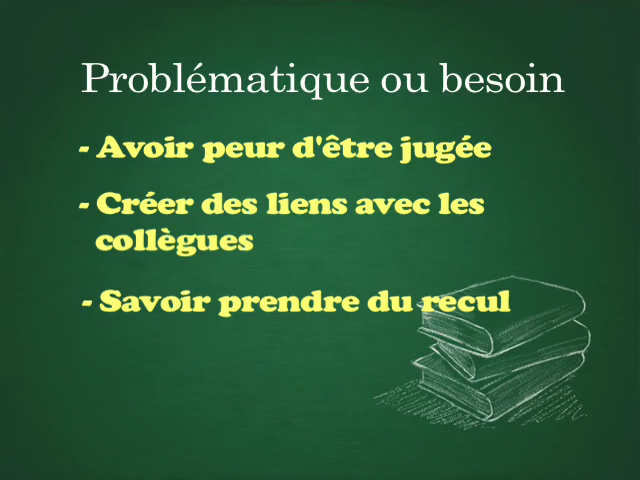 Problématique ou besoin
- Avoir peur d'être jugée
- Créer des liens avec les
collègues
- Savoir prendre du recul